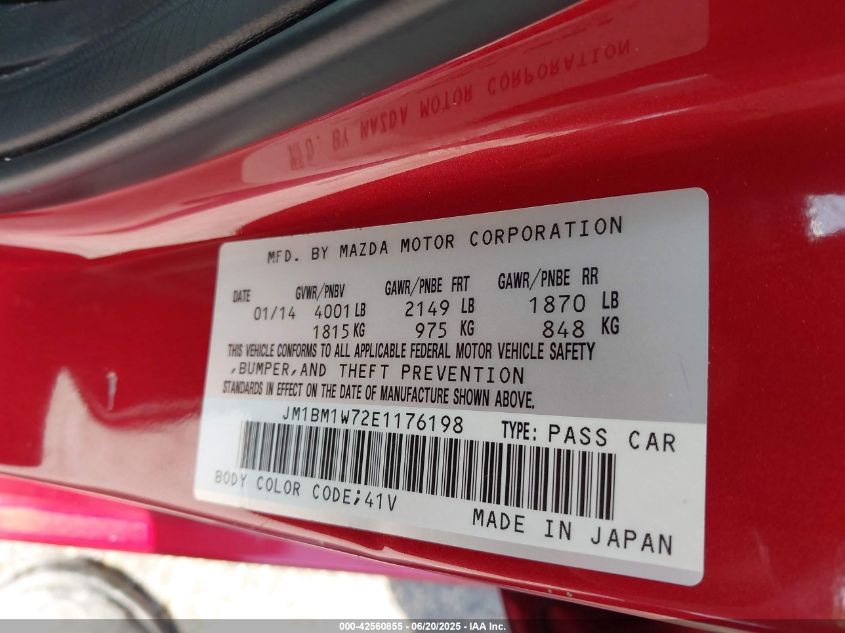 MFD. BY MAZDA MOTOR CORPORATION
MFD. BY MAZDA MOTOR CORPORATION
DATE GVWR/PNBV GAWR/PNBE FRT GAWR/PNBE RR
01/14 4001 LB 2149 LB 1870 LB
1815 KG 975 KG 848 KG
THIS VEHICLE CONFORMS TO ALL APPLICABLE FEDERAL MOTOR VEHICLE SAFETY
,BUMPER,AND THEFT PREVENTION
STANDARDS IN EFFECT ON THE DATE OF MANUFACTURE SHOWN ABOVE.
JM1BM1W72E1176198 TYPE: PASS CAR
BODY COLOR CODE;41V
MADE IN JAPAN
000-42560855 - 06/20/2025 - IAA Inc.